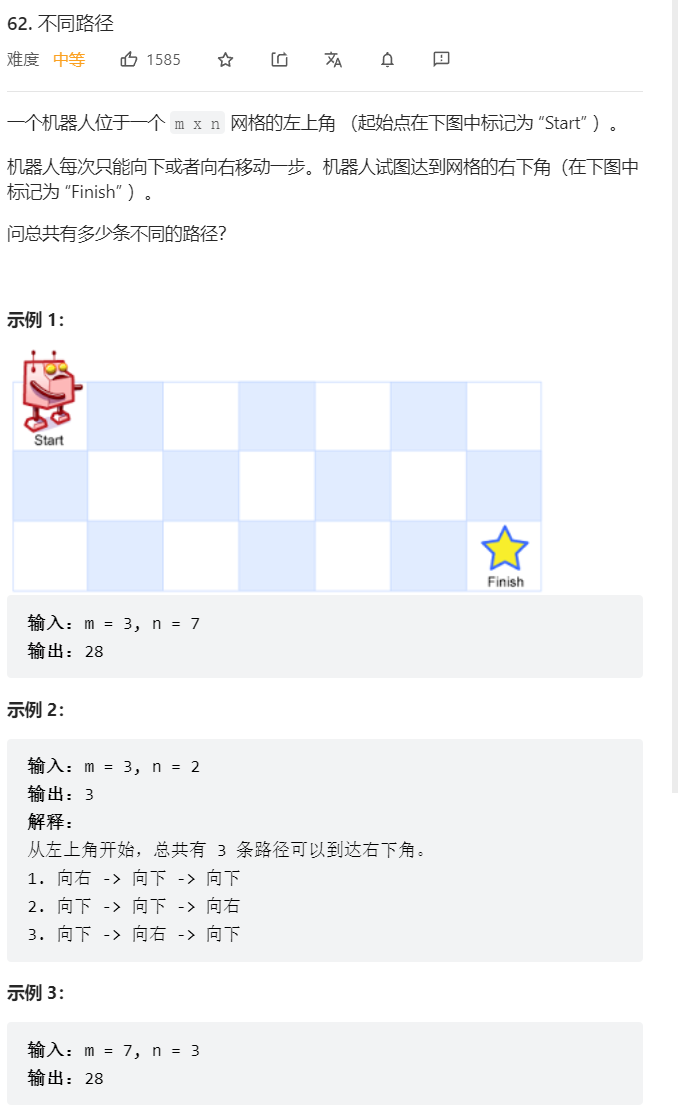 62. 不同路径
难度 中等 1585
一个机器人位于一个 m x n 网格的左上角 （起始点在下图中标记为 “Start” ）。
机器人每次只能向下或者向右移动一步。机器人试图达到网格的右下角（在下图中
标记为 “Finish” ）。
问总共有多少条不同的路径？
示例 1：
Start
Finish
输入：m = 3, n = 7
输出：28
示例 2：
输入：m = 3, n = 2
输出：3
解释：
从左上角开始，总共有 3 条路径可以到达右下角。
1. 向右 -> 向下 -> 向下
2. 向下 -> 向下 -> 向右
3. 向下 -> 向右 -> 向下
示例 3：
输入：m = 7, n = 3
输出：28